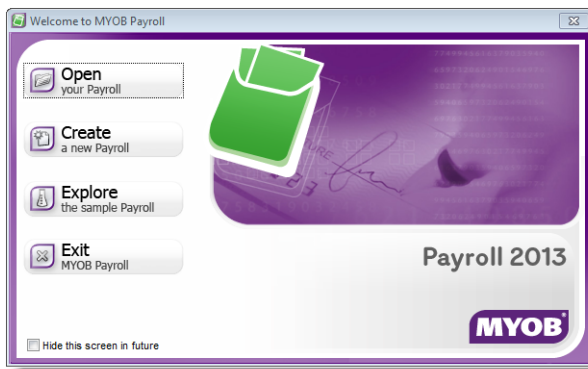 Welcome to MYOB Payroll
Open
your Payroll
Create
a new Payroll
Explore
the sample Payroll
Exit
MYOB Payroll
Hide this screen in future
TURE
Payroll 2013
MYOB